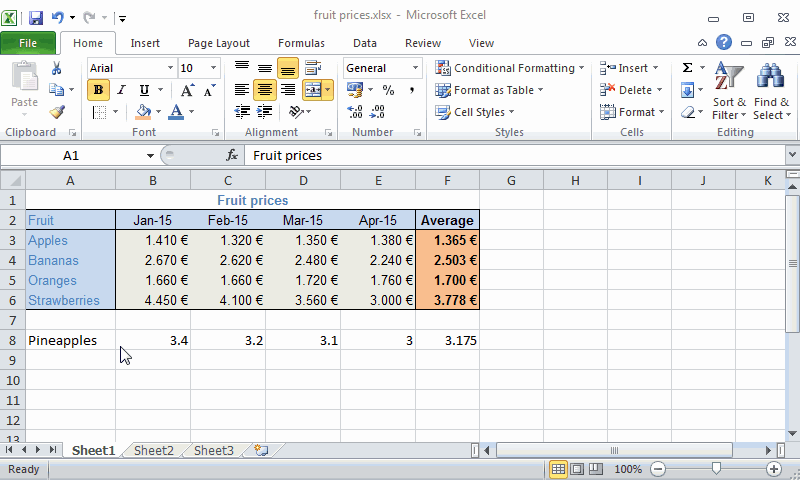 fruit prices.xlsx - Microsoft Excel
File Home Insert Page Layout Formulas Data Review View
Paste
Arial 10
B I U A A
A
General
% ,
.00 .0
Conditional Formatting
Format as Table
Cell Styles
Insert
Delete
Format
Σ
Sort & Filter
Find & Select
Clipboard Font Alignment Number Styles Cells Editing
A1 fx Fruit prices
A B C D E F G H I J K
1 Fruit prices
2 Fruit Jan-15 Feb-15 Mar-15 Apr-15 Average
3 Apples 1.410 € 1.320 € 1.350 € 1.380 € 1.365 €
4 Bananas 2.670 € 2.620 € 2.480 € 2.240 € 2.503 €
5 Oranges 1.660 € 1.660 € 1.720 € 1.760 € 1.700 €
6 Strawberries 4.450 € 4.100 € 3.560 € 3.000 € 3.778 €
7
8 Pineapples 3.4 3.2 3.1 3 3.175
9
10
11
12
13
Sheet1 Sheet2 Sheet3
Ready 100%